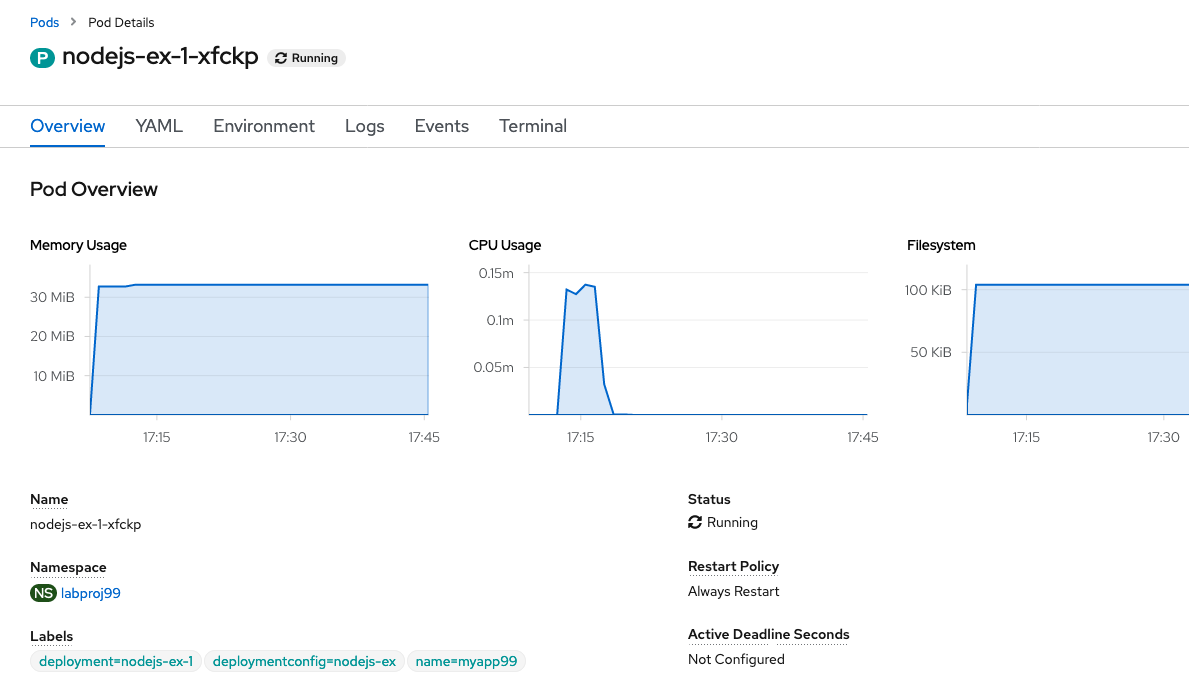 Pods > Pod Details
P nodejs-ex-1-xfckp Running
Overview YAML Environment Logs Events Terminal
Pod Overview
Memory Usage
30 MiB
20 MiB
10 MiB
17:15 17:30 17:45
CPU Usage
0.15m
0.1m
0.05m
17:15 17:30 17:45
Filesystem
100 KiB
50 KiB
17:15 17:30
Name
nodejs-ex-1-xfckp
Namespace
NS labproj99
Labels
deployment=nodejs-ex-1 deploymentconfig=nodejs-ex name=myapp99
Status
Running
Restart Policy
Always Restart
Active Deadline Seconds
Not Configured